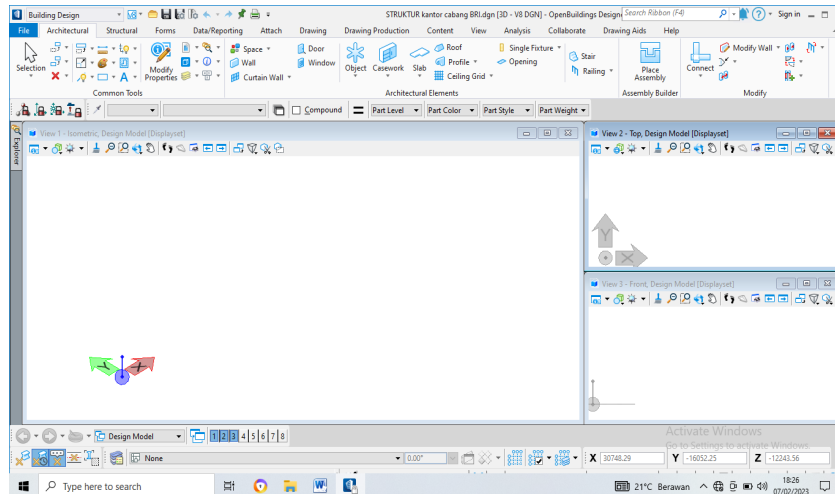 Building Design
STRUKTUR kantor cabang BRI.dgn [3D - V8 DGN] - OpenBuildings Design
Search Ribbon (F4)
Sign in
File Architectural Structural Forms Data/Reporting Attach Drawing Drawing Production Content View Analysis Collaborate Drawing Aids Help
Selection
Modify Properties
Space
Wall
Curtain Wall
Door
Window
Object
Casework
Slab
Roof
Profile
Ceiling Grid
Single Fixture
Opening
Stair
Railing
Place Assembly
Connect
Modify Wall
Common Tools
Architectural Elements
Assembly Builder
Modify
Compound
Part Level
Part Color
Part Style
Part Weight
Explorer
View 1 - Isometric, Design Model [Displayset]
View 2 - Top, Design Model [Displayset]
Y
X
View 3 - Front, Design Model [Displayset]
Y
X
Design Model
1 2 3 4 5 6 7 8
Activate Windows
Go to Settings to activate Windows.
None
0.00°
X 30748.29
Y -16052.25
Z -12243.56
Type here to search
21°C Berawan
18:26
07/02/2023